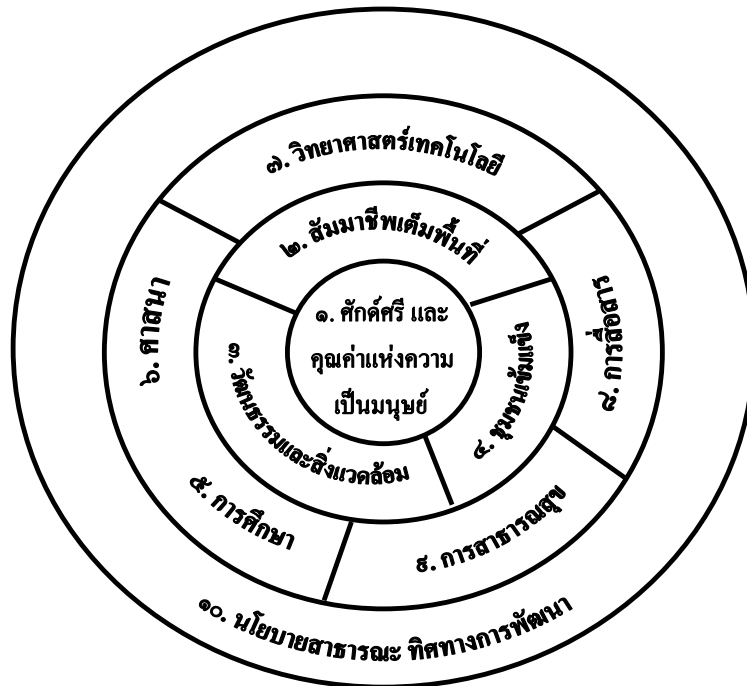 ๑. ศักดิ์ศรี และ
คุณค่าแห่งความ
เป็นมนุษย์
๒. สัมมาชีพเต็มพื้นที่
๓. วัฒนธรรมและสิ่งแวดล้อม
๔. ชุมชนเข้มแข็ง
๕. การศึกษา
๖. ศาสนา
๗. วิทยาศาสตร์เทคโนโลยี
๘. การสื่อสาร
๙. การสาธารณสุข
๑๐. นโยบายสาธารณะ ทิศทางการพัฒนา